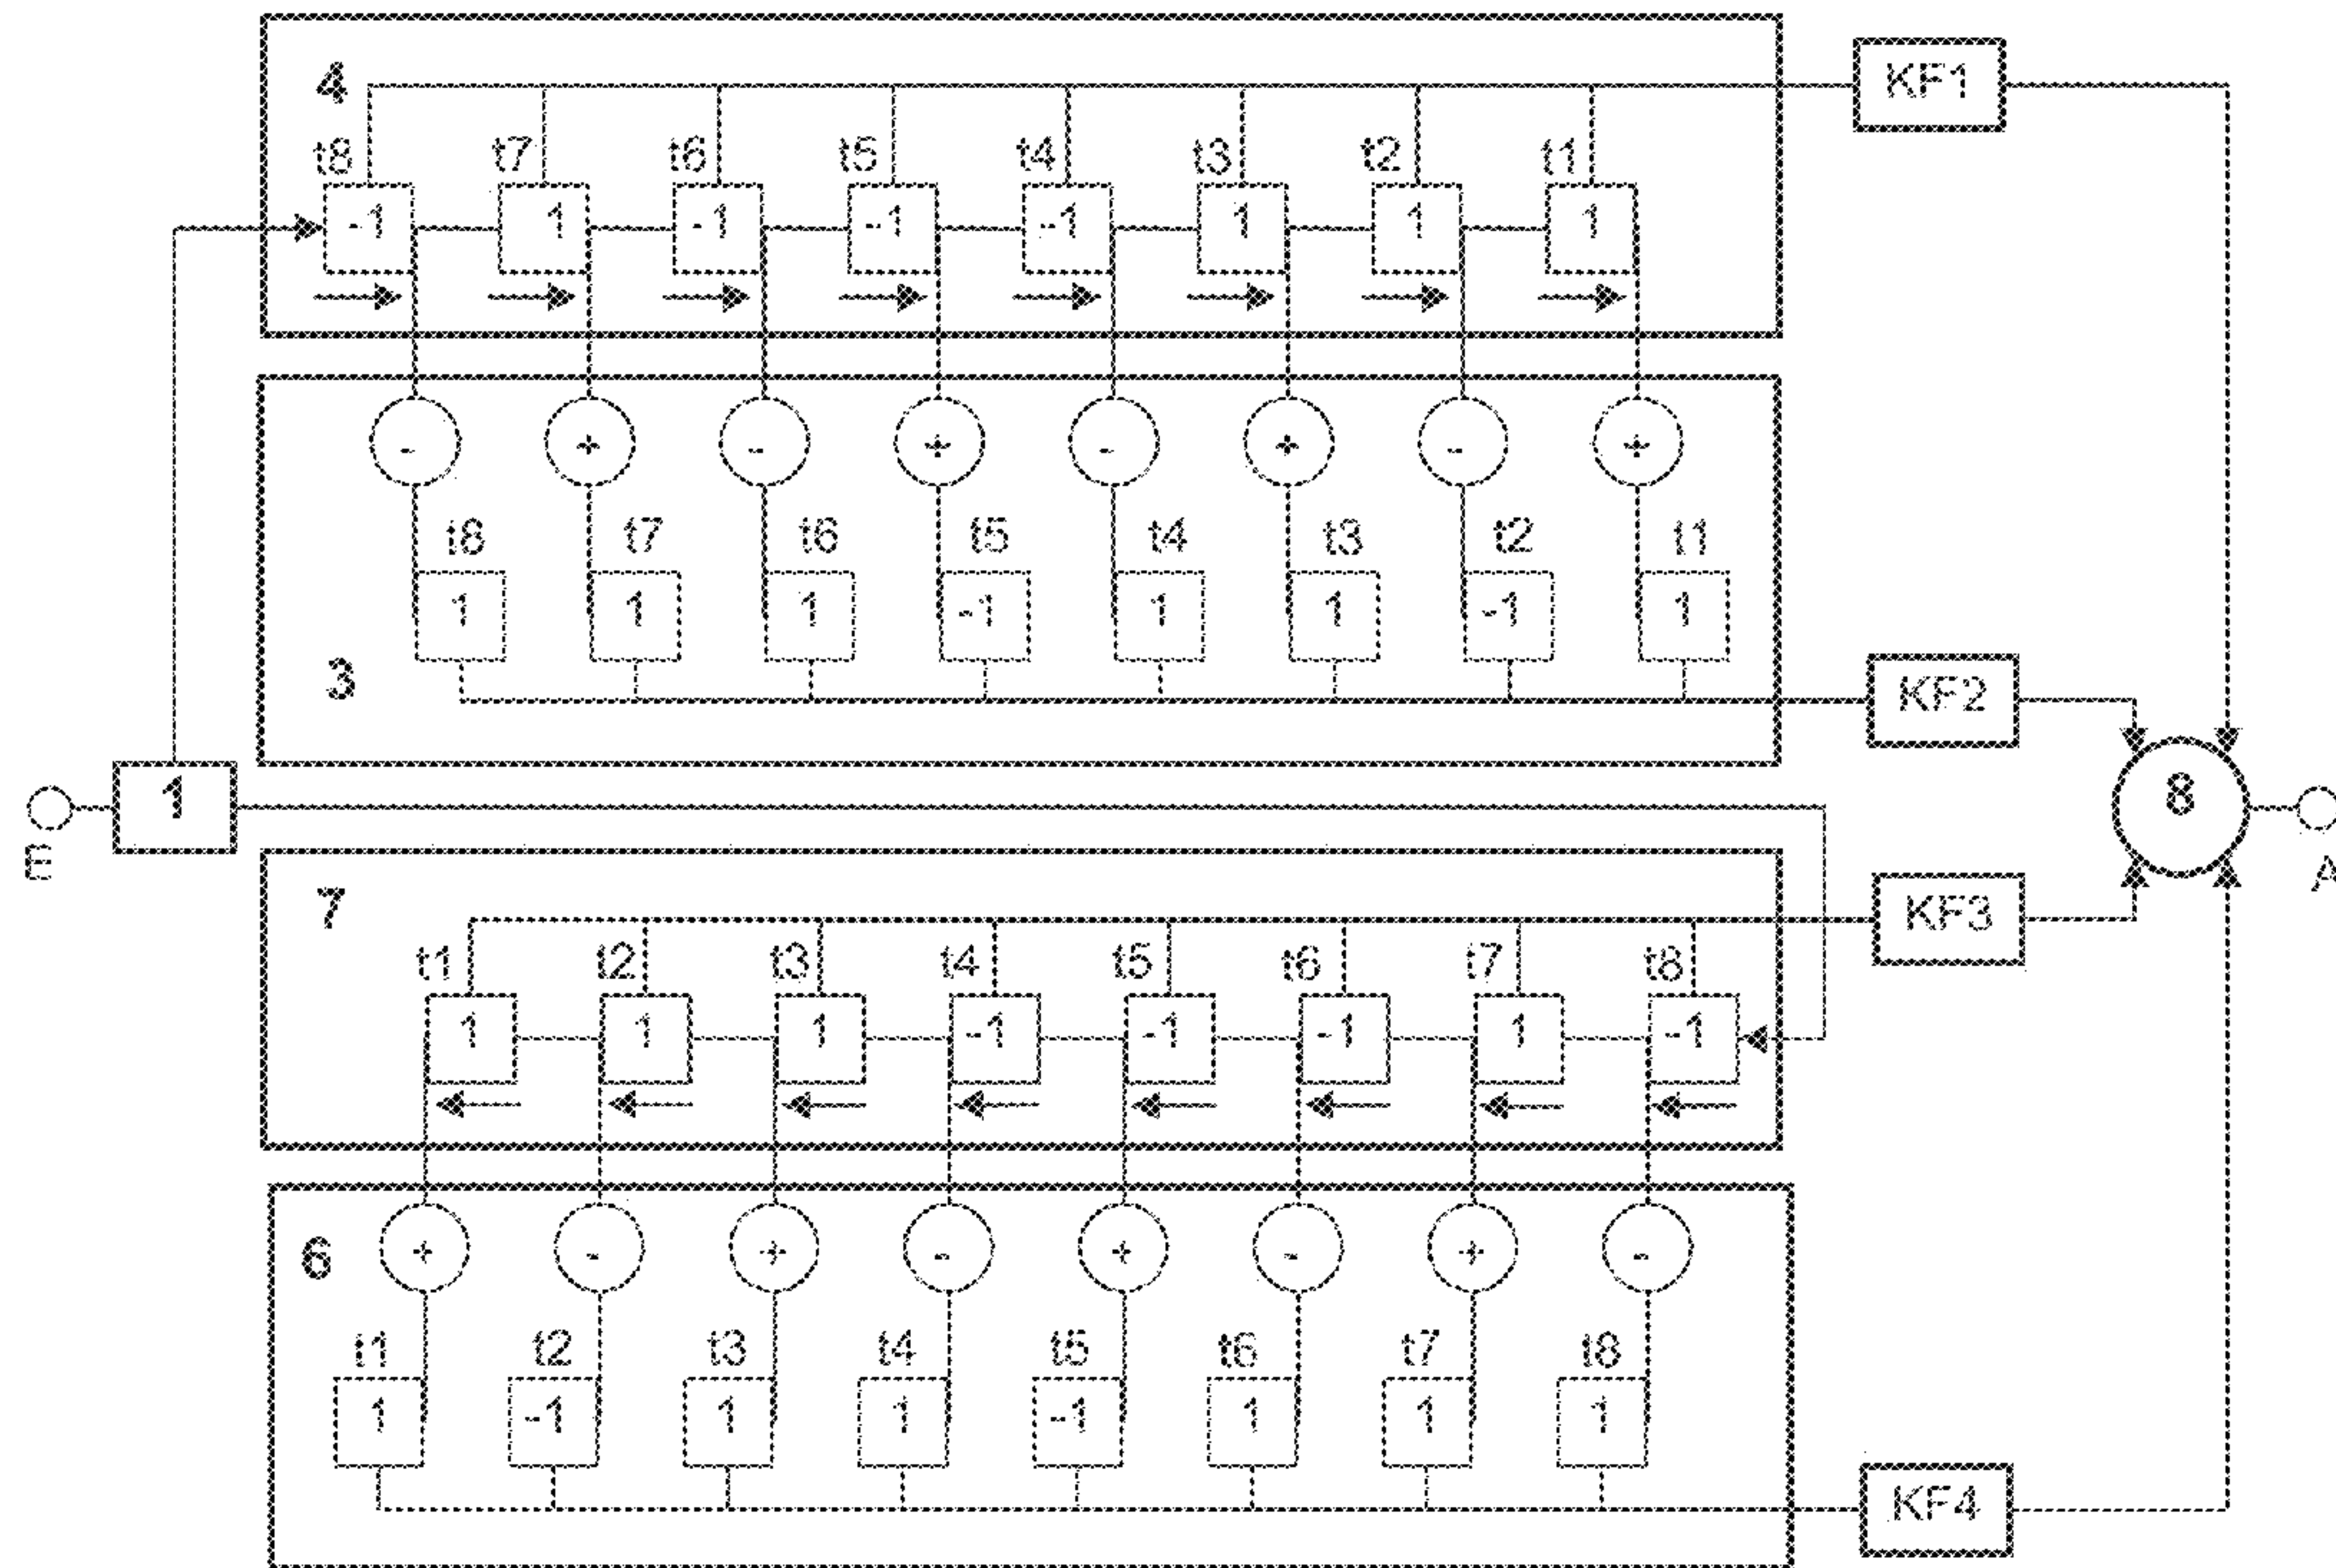 4
KF1
t8 t7 t6 t5 t4 t3 t2 t1
-1 1 -1 -1 -1 1 1 1
- + - + - + - +
t8 t7 t6 t5 t4 t3 t2 t1
1 1 1 -1 1 1 -1 1
3
KF2
1
8
E
A
7
KF3
t1 t2 t3 t4 t5 t6 t7 t8
1 1 1 -1 -1 -1 1 -1
6
+ - + - + - + -
t1 t2 t3 t4 t5 t6 t7 t8
1 -1 1 1 -1 1 1 1
KF4